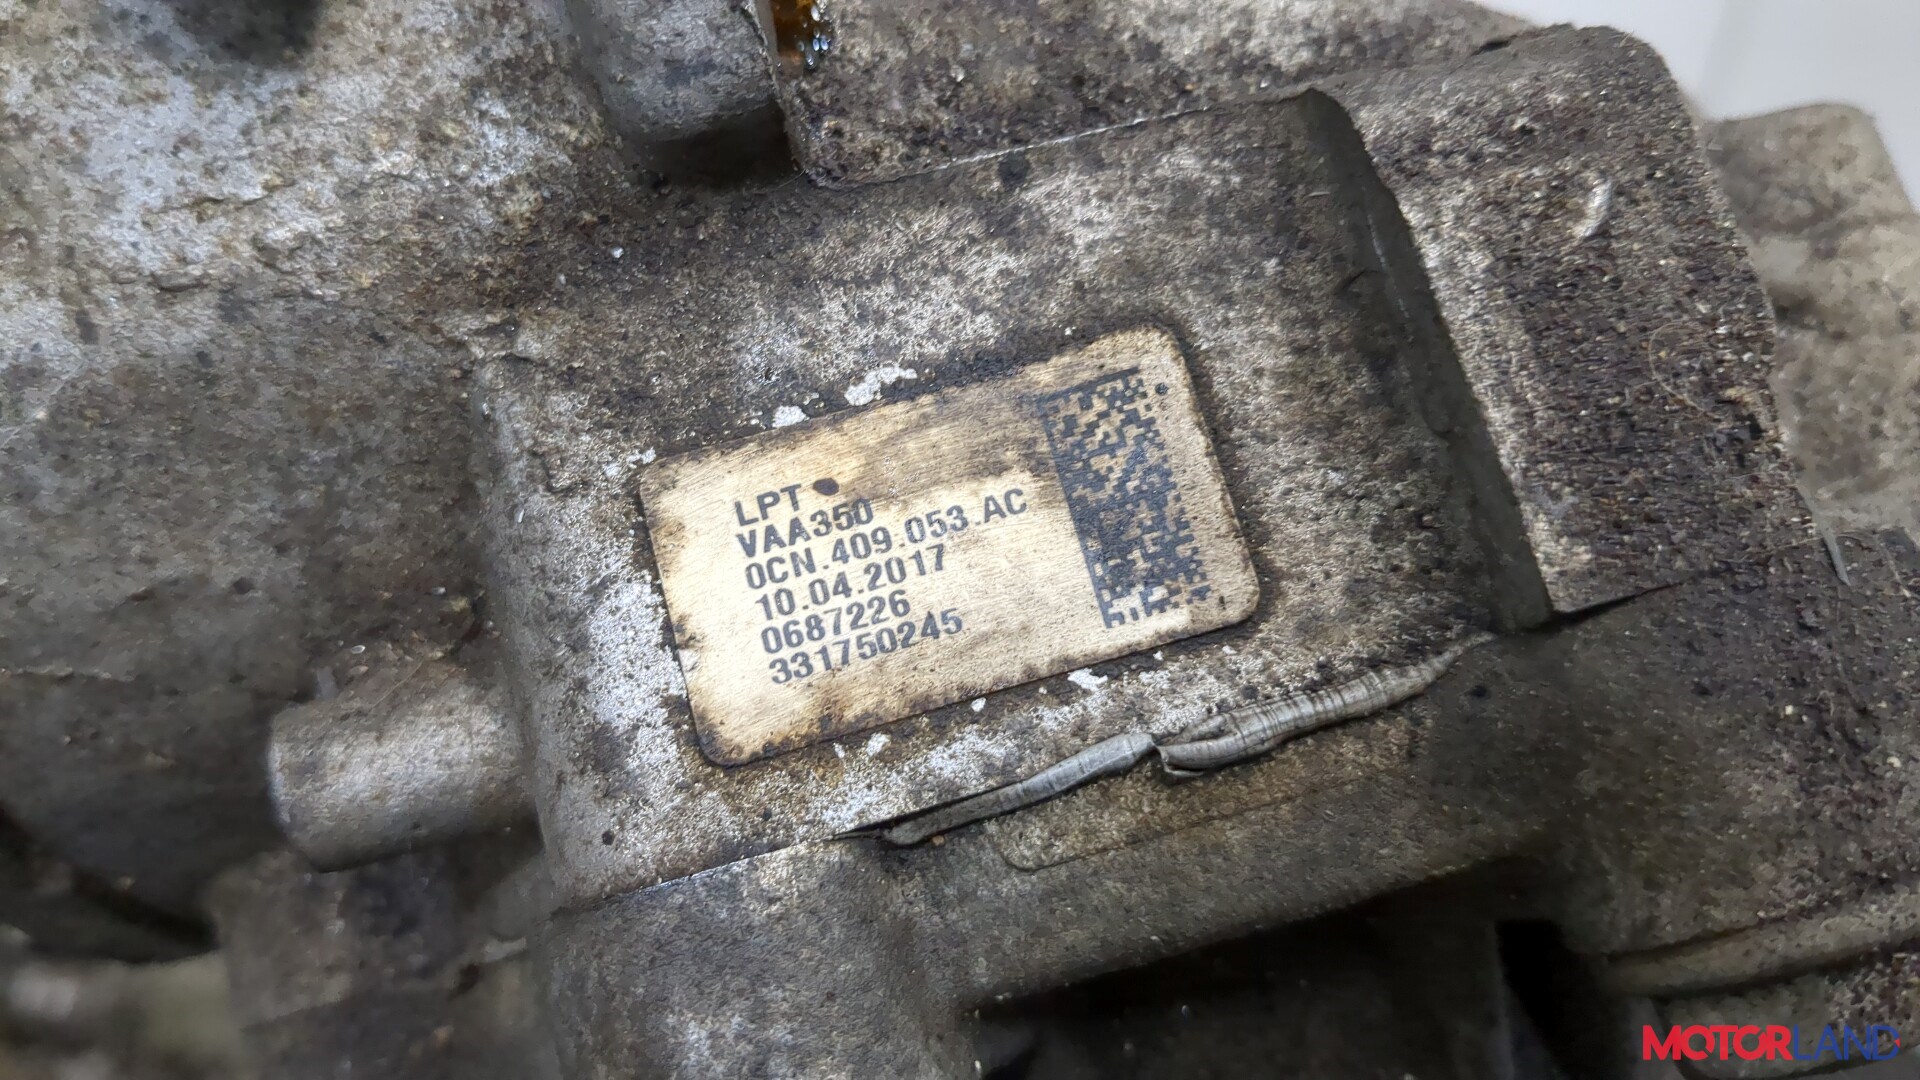 LPT
VAA350
0CN.409.053.AC
10.04.2017
0687226
331750245
MOTORLAND